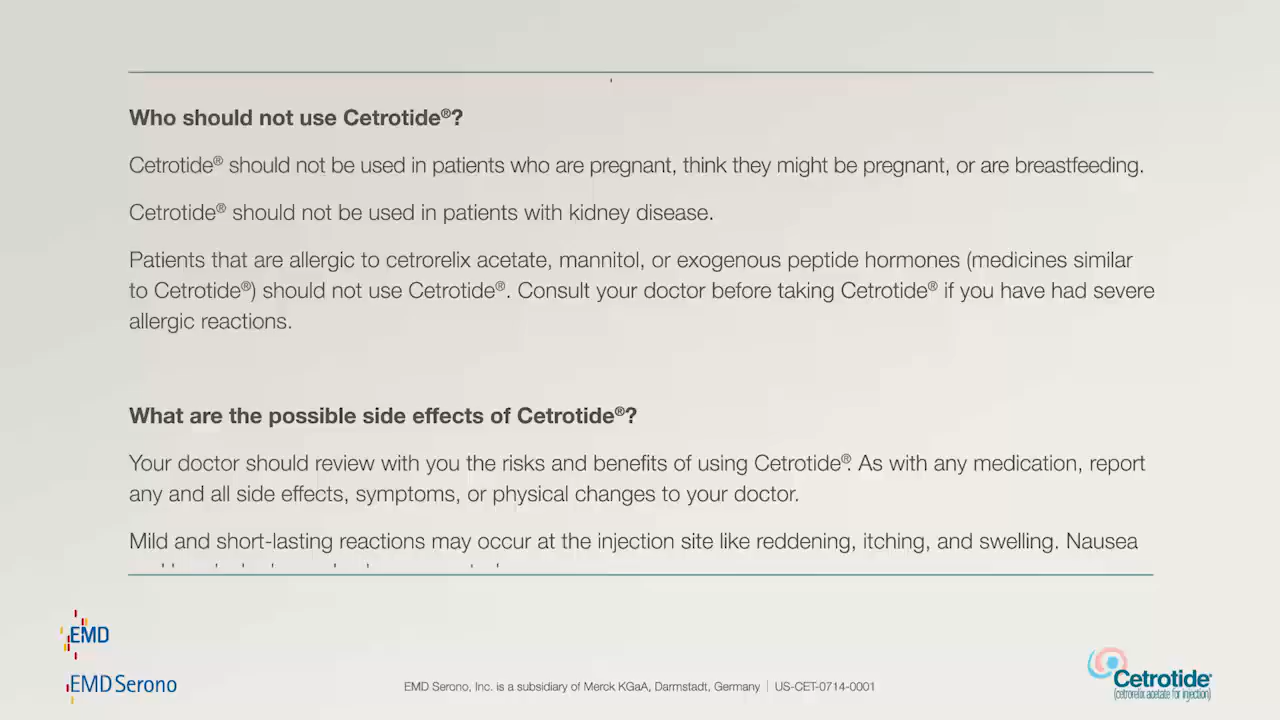 Who should not use Cetrotide®?
Cetrotide® should not be used in patients who are pregnant, think they might be pregnant, or are breastfeeding.
Cetrotide® should not be used in patients with kidney disease.
Patients that are allergic to cetrorelix acetate, mannitol, or exogenous peptide hormones (medicines similar
to Cetrotide®) should not use Cetrotide®. Consult your doctor before taking Cetrotide® if you have had severe
allergic reactions.
What are the possible side effects of Cetrotide®?
Your doctor should review with you the risks and benefits of using Cetrotide®. As with any medication, report
any and all side effects, symptoms, or physical changes to your doctor.
Mild and short-lasting reactions may occur at the injection site like reddening, itching, and swelling. Nausea
EMD
EMD Serono
EMD Serono, Inc. is a subsidiary of Merck KGaA, Darmstadt, Germany | US-CET-0714-0001
Cetrotide®
(cetrorelix acetate for injection)